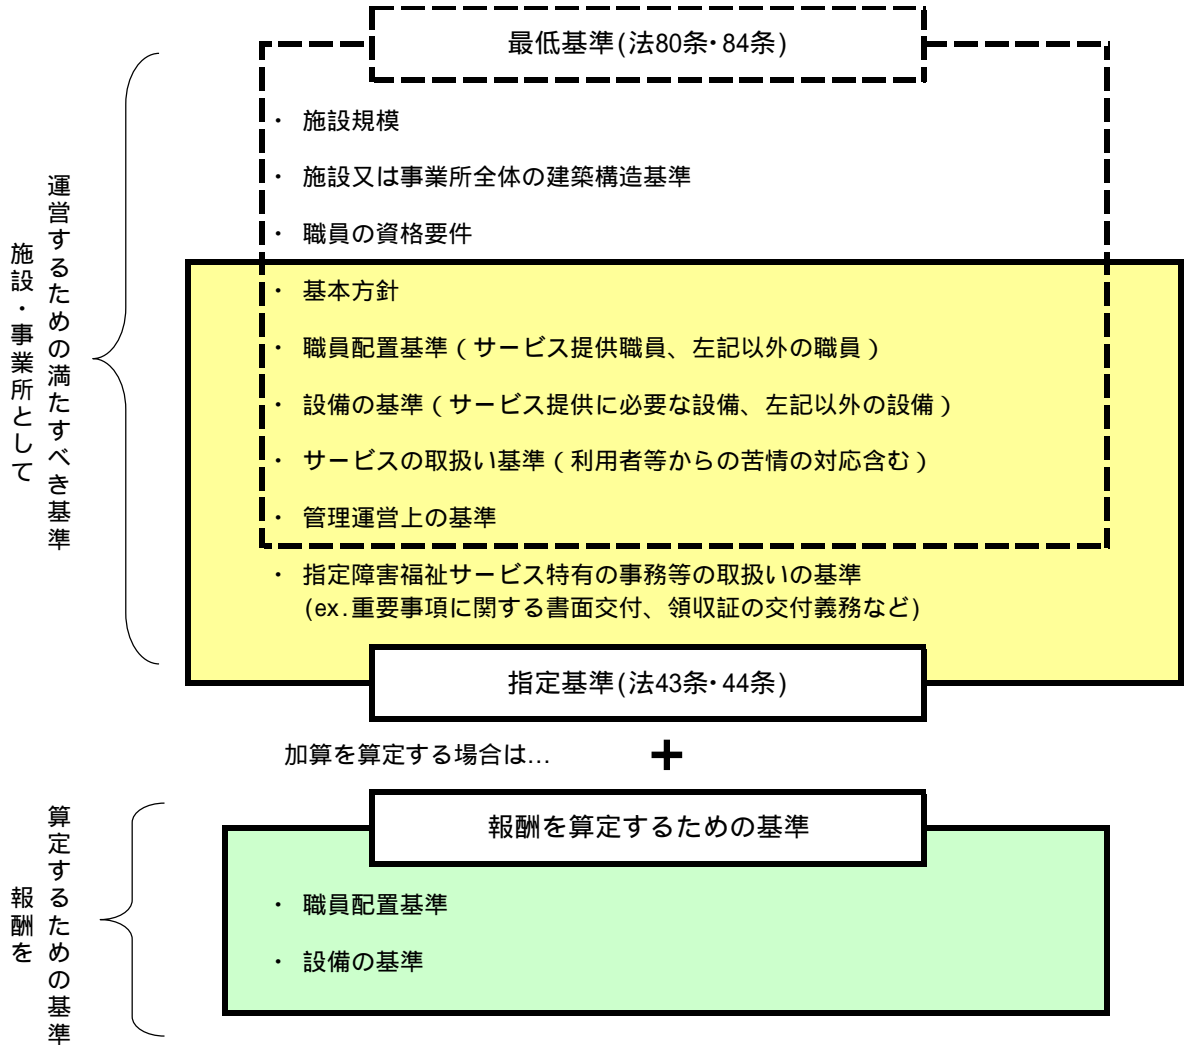 最低基準(法80条・84条)
・ 施設規模
・ 施設又は事業所全体の建築構造基準
・ 職員の資格要件
・ 基本方針
・ 職員配置基準(サービス提供職員、左記以外の職員)
・ 設備の基準(サービス提供に必要な設備、左記以外の設備)
・ サービスの取扱い基準(利用者等からの苦情の対応含む)
・ 管理運営上の基準
・ 指定障害福祉サービス特有の事務等の取扱いの基準
(ex.重要事項に関する書面交付、領収証の交付義務など)
指定基準(法43条・44条)
運営するための満たすべき基準
施設・事業所として
加算を算定する場合は…
+
報酬を算定するための基準
・ 職員配置基準
・ 設備の基準
算定するための基準
報酬を